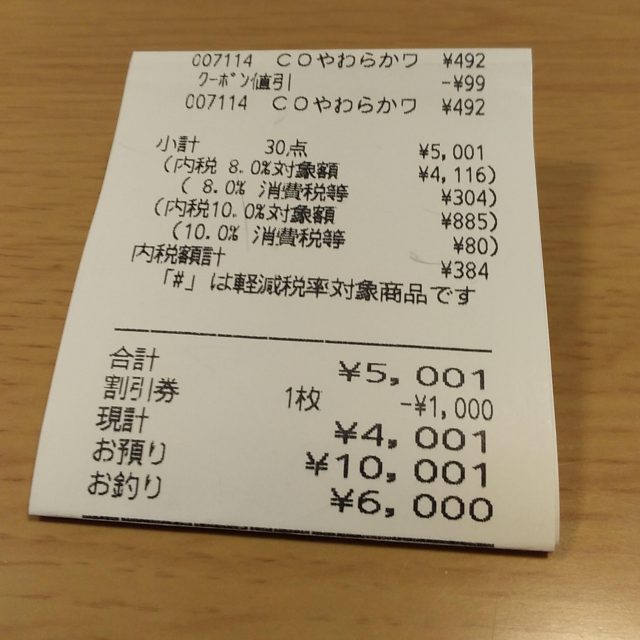 007114 COやわらかワ ¥492
クーポン値引 -¥99
007114 COやわらかワ ¥492
小計 30点 ¥5,001
(内税 8.0%対象額 ¥4,116)
( 8.0% 消費税等 ¥304)
(内税10.0%対象額 ¥885)
(10.0% 消費税等 ¥80)
内税額計 ¥384
「#」は軽減税率対象商品です
合計 ¥5,001
割引券 1枚 -¥1,000
現計 ¥4,001
お預り ¥10,001
お釣り ¥6,000